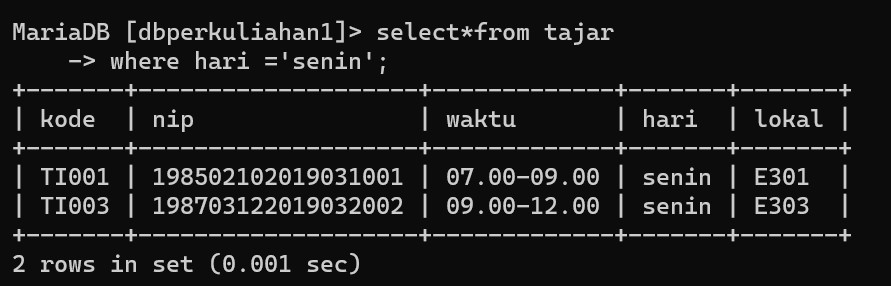 MariaDB [dbperkuliahan1]> select*from tajar
    -> where hari ='senin';
+-------+--------------------+-------------+-------+-------+
| kode  | nip                | waktu       | hari  | lokal |
+-------+--------------------+-------------+-------+-------+
| TI001 | 198502102019031001 | 07.00-09.00 | senin | E301  |
| TI003 | 198703122019032002 | 09.00-12.00 | senin | E303  |
+-------+--------------------+-------------+-------+-------+
2 rows in set (0.001 sec)